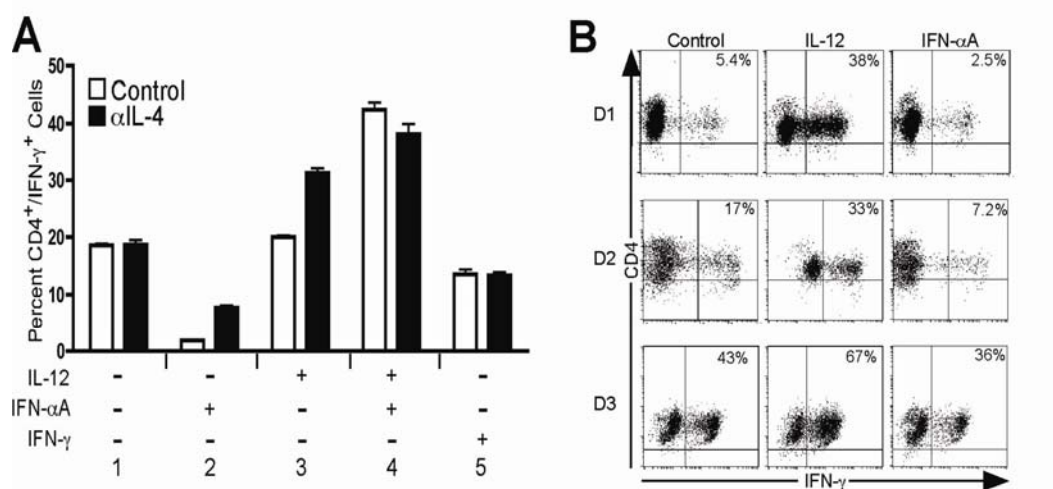 A
Percent CD4+/IFN-γ+ Cells
50
40
30
20
10
0
Control
αIL-4
IL-12 - - + + -
IFN-αA - + - + -
IFN-γ - - - - +
1 2 3 4 5
B
Control IL-12 IFN-αA
D1 5.4% 38% 2.5%
D2 17% 33% 7.2%
D3 43% 67% 36%
CD4
IFN-γ